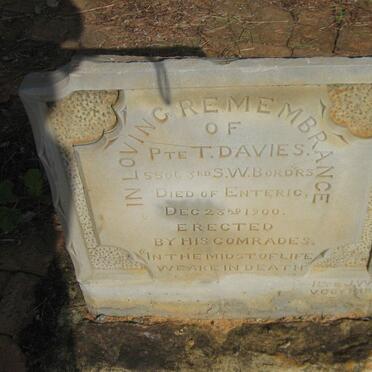 IN LOVING REMEMBRANCE
OF
PTE T. DAVIES.
5506 3RD S.W. BORDRS
DIED OF ENTERIC,
DEC 23RD 1900.
ERECTED
BY HIS COMRADES.
"IN THE MIDST OF LIFE
WE ARE IN DEATH"